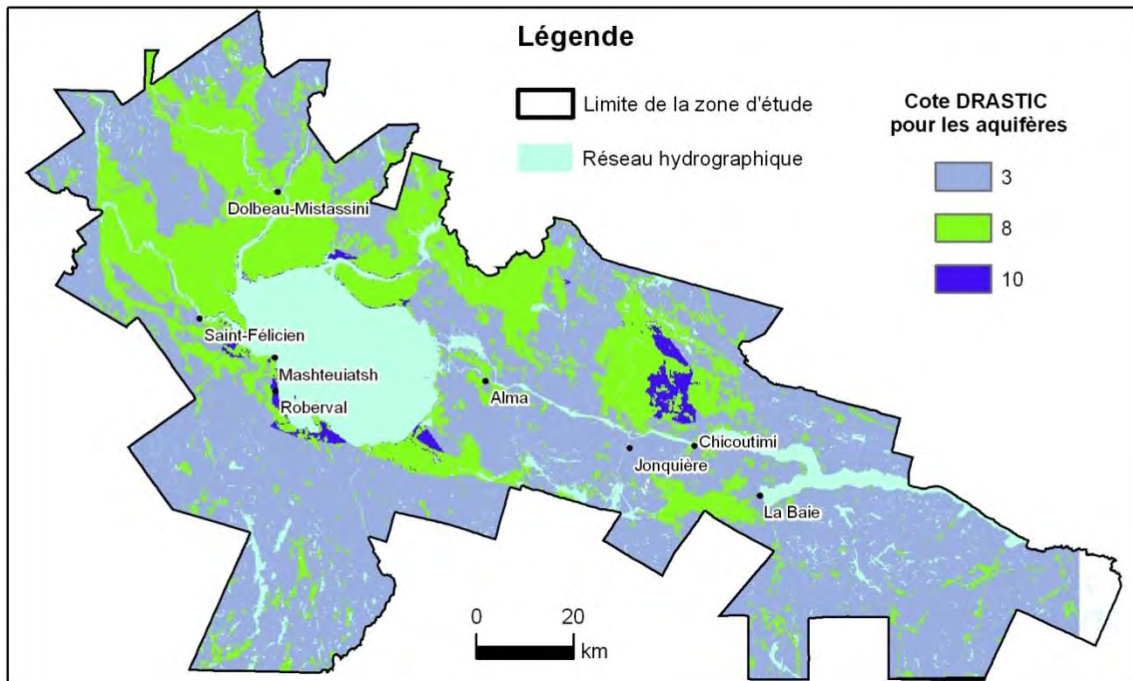 Légende
Limite de la zone d'étude
Réseau hydrographique
Cote DRASTIC
pour les aquifères
3
8
10
Dolbeau-Mistassini
Saint-Félicien
Mashteuiatsh
Roberval
Alma
Chicoutimi
Jonquière
La Baie
0 20
km